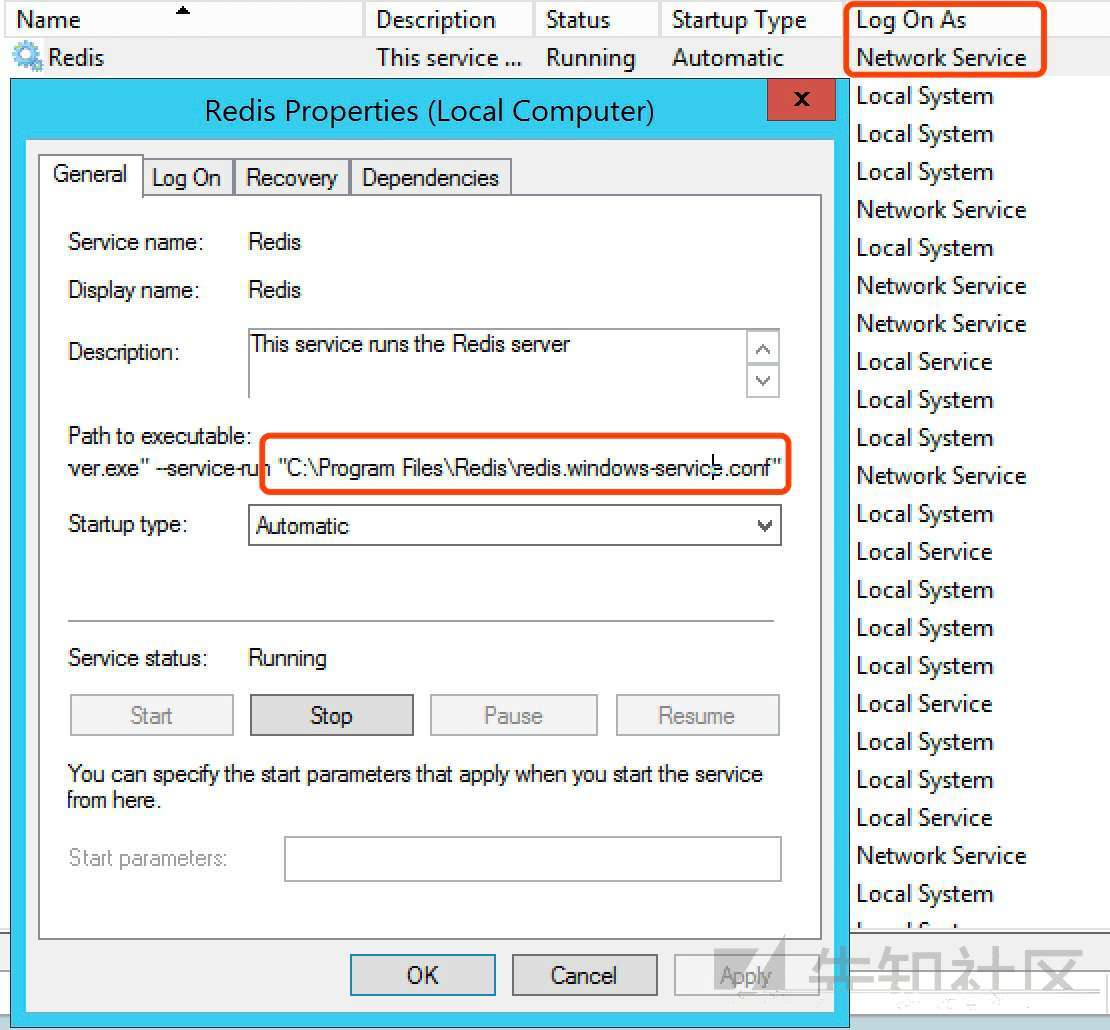 Name Description Status Startup Type Log On As
Redis This service ... Running Automatic Network Service
Redis Properties (Local Computer) x
General Log On Recovery Dependencies
Service name: Redis
Display name: Redis
Description: This service runs the Redis server
Path to executable:
ver.exe" --service-run "C:\Program Files\Redis\redis.windows-service.conf"
Startup type: Automatic
Service status: Running
Start Stop Pause Resume
You can specify the start parameters that apply when you start the service
from here.
Start parameters:
OK Cancel Apply
Local System
Local System
Local System
Network Service
Local System
Network Service
Network Service
Local Service
Local System
Local System
Network Service
Local System
Local Service
Local System
Local System
Local System
Local Service
Local System
Local System
Local Service
Network Service
Local System
知社区